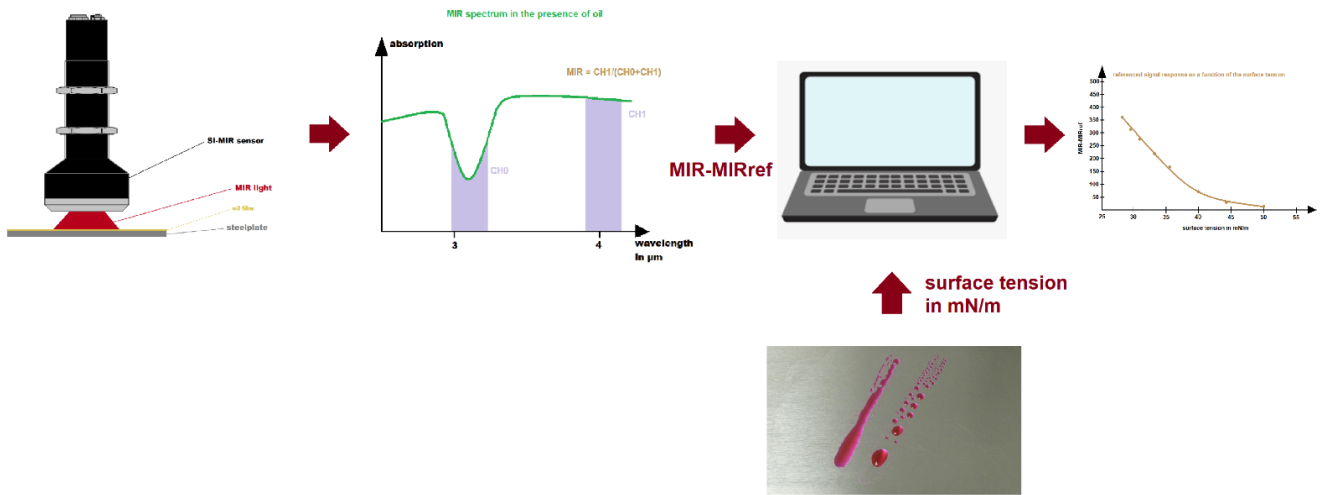 MIR spectrum in the presence of oil
absorption
MIR = CH1/(CH0+CH1)
CH1
CH0
3
4
wavelength
in µm
SI-MIR sensor
MIR light
oil film
steelplate
MIR-MIRref
surface tension
in mN/m
referenced signal response as a function of the surface tension
MIR-MIRref
500
450
400
350
300
250
200
150
100
50
25
30
35
40
45
50
55
surface tension in mN/m